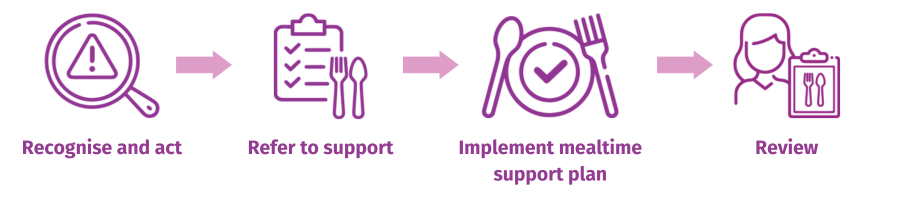 Recognise and act
Refer to support
Implement mealtime
support plan
Review